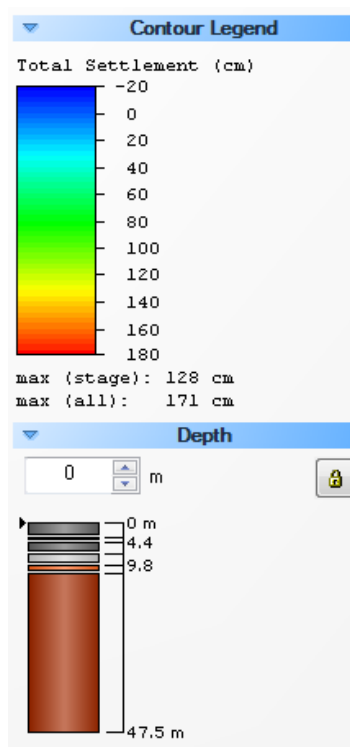 Contour Legend
Total Settlement (cm)
-20
0
20
40
60
80
100
120
140
160
180
max (stage): 128 cm
max (all): 171 cm
Depth
0 m
0 m
4.4
9.8
47.5 m